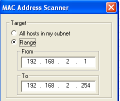 MAC Address Scanner
Target
All hosts in my subnet
Range
From
192 . 168 . 2 . 1
To
192 . 168 . 2 . 254